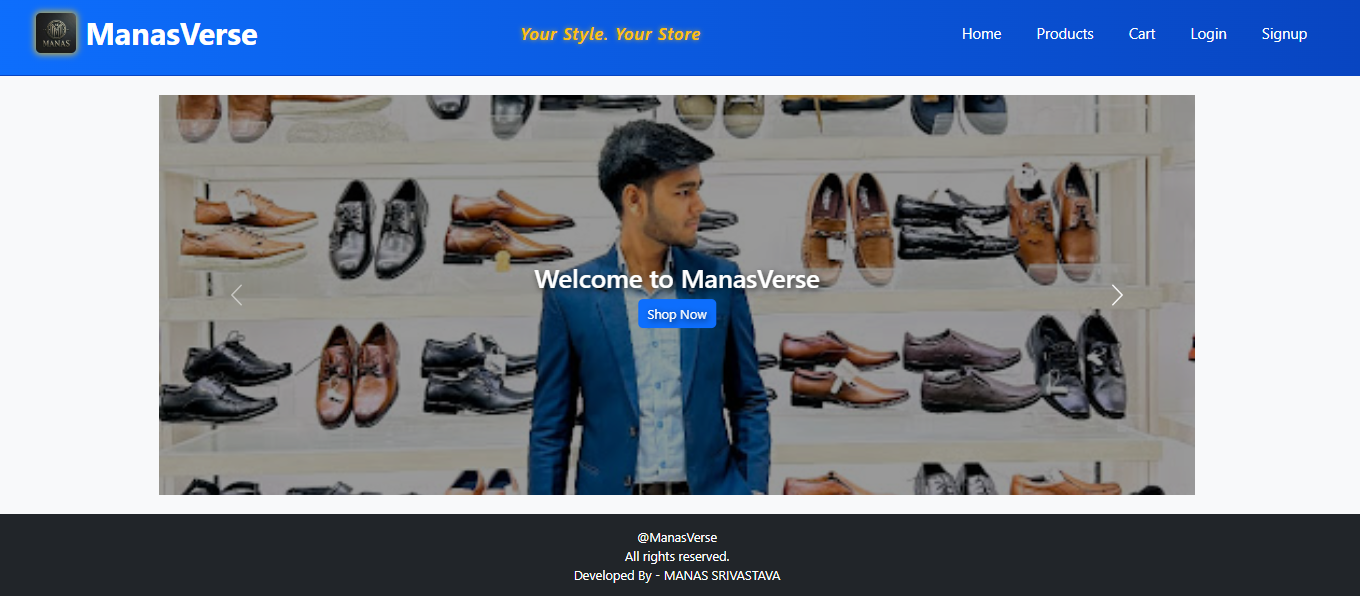 MANAS
ManasVerse
Your Style. Your Store
Home Products Cart Login Signup
Welcome to ManasVerse
Shop Now
@ManasVerse
All rights reserved.
Developed By - MANAS SRIVASTAVA